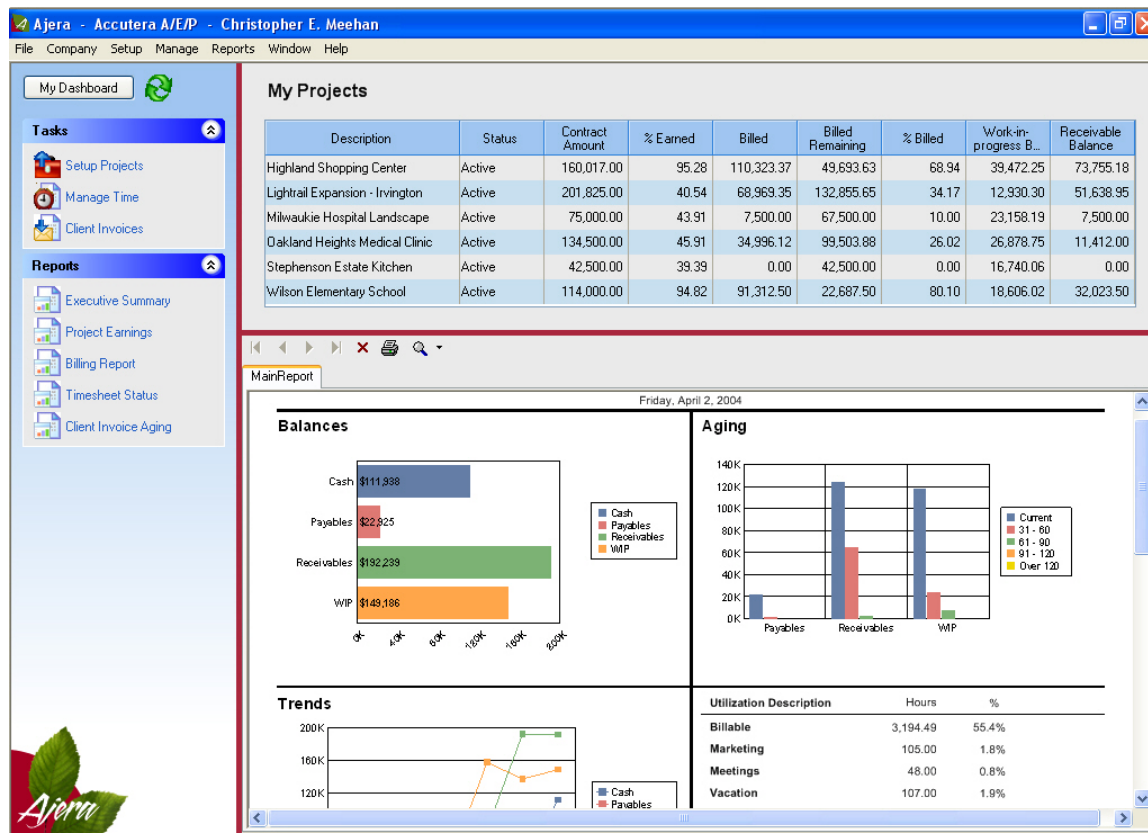 Ajera - Accutera A/E/P - Christopher E. Meehan
File Company Setup Manage Reports Window Help
My Dashboard
Tasks
Setup Projects
Manage Time
Client Invoices
Reports
Executive Summary
Project Earnings
Billing Report
Timesheet Status
Client Invoice Aging
Ajera
My Projects
Description Status Contract Amount % Earned Billed Billed Remaining % Billed Work-in-progress B... Receivable Balance
Highland Shopping Center Active 160,017.00 95.28 110,323.37 49,693.63 68.94 39,472.25 73,755.18
Lightrail Expansion - Irvington Active 201,825.00 40.54 68,969.35 132,855.65 34.17 12,930.30 51,638.95
Milwaukie Hospital Landscape Active 75,000.00 43.91 7,500.00 67,500.00 10.00 23,158.19 7,500.00
Oakland Heights Medical Clinic Active 134,500.00 45.91 34,996.12 99,503.88 26.02 26,878.75 11,412.00
Stephenson Estate Kitchen Active 42,500.00 39.39 0.00 42,500.00 0.00 16,740.06 0.00
Wilson Elementary School Active 114,000.00 94.82 91,312.50 22,687.50 80.10 18,606.02 32,023.50
MainReport
Friday, April 2, 2004
Balances
Cash $111,938
Payables $22,925
Receivables $192,239
WIP $149,186
0K 40K 80K 120K 160K 200K
Cash
Payables
Receivables
WIP
Aging
140K
120K
100K
80K
60K
40K
20K
0K
Payables Receivables WIP
Current
31 - 60
61 - 90
91 - 120
Over 120
Trends
200K
160K
120K
Cash
Payables
Utilization Description Hours %
Billable 3,194.49 55.4%
Marketing 105.00 1.8%
Meetings 48.00 0.8%
Vacation 107.00 1.9%